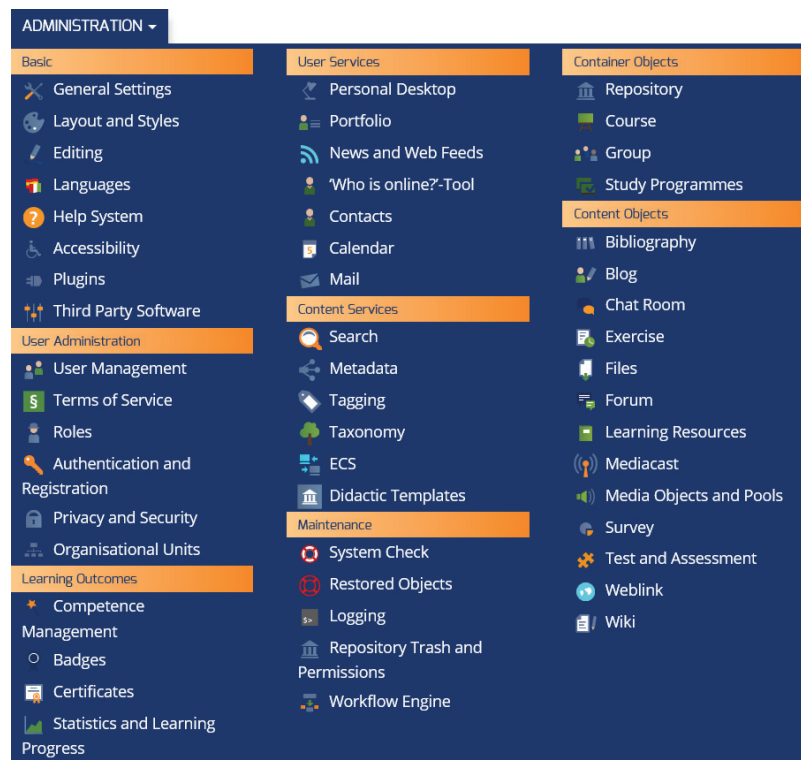 ADMINISTRATION
Basic
General Settings
Layout and Styles
Editing
Languages
Help System
Accessibility
Plugins
Third Party Software
User Administration
User Management
Terms of Service
Roles
Authentication and
Registration
Privacy and Security
Organisational Units
Learning Outcomes
Competence
Management
Badges
Certificates
Statistics and Learning
Progress
User Services
Personal Desktop
Portfolio
News and Web Feeds
‘Who is online?’-Tool
Contacts
Calendar
Mail
Content Services
Search
Metadata
Tagging
Taxonomy
ECS
Didactic Templates
Maintenance
System Check
Restored Objects
Logging
Repository Trash and
Permissions
Workflow Engine
Container Objects
Repository
Course
Group
Study Programmes
Content Objects
Bibliography
Blog
Chat Room
Exercise
Files
Forum
Learning Resources
Mediacast
Media Objects and Pools
Survey
Test and Assessment
Weblink
Wiki